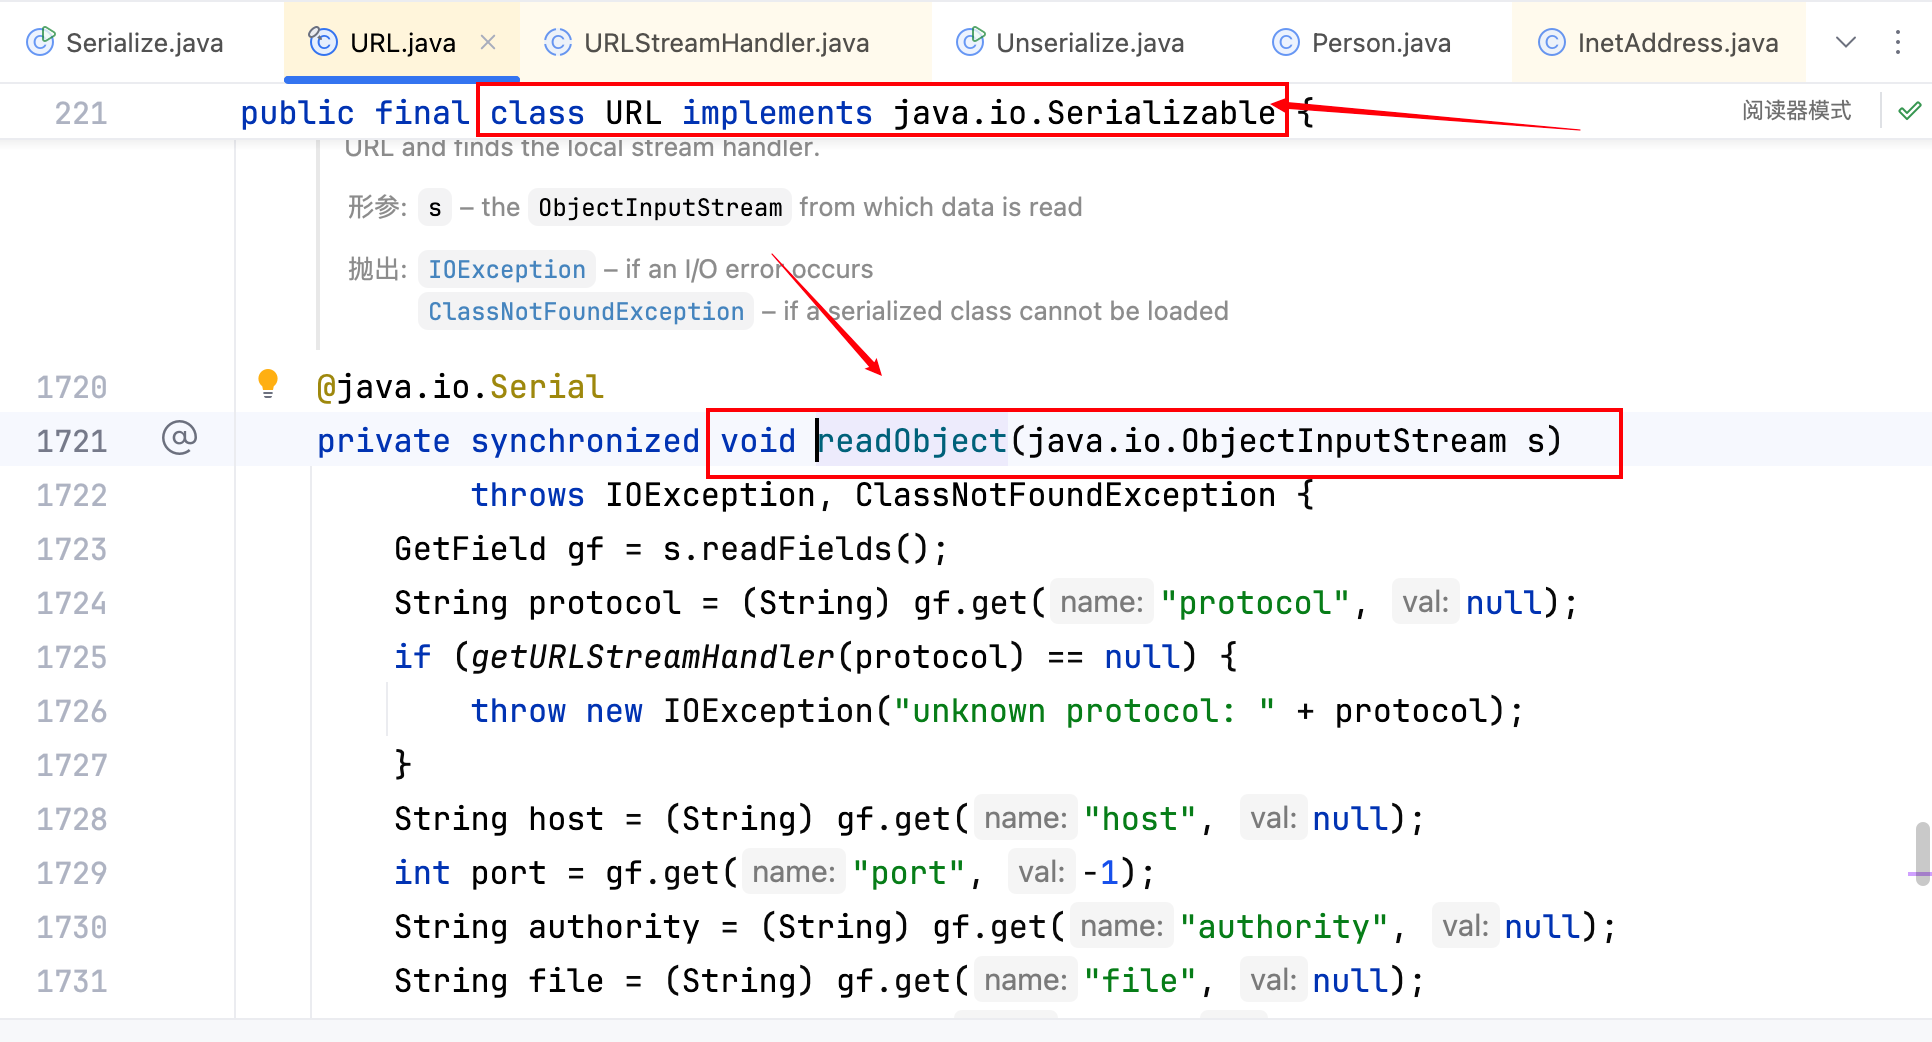 Serialize.java URL.java URLStreamHandler.java Unserialize.java Person.java InetAddress.java
221 public final class URL implements java.io.Serializable { 阅读器模式
URL and finds the local stream handler.
形参: s – the ObjectInputStream from which data is read
抛出: IOException – if an I/O error occurs
ClassNotFoundException – if a serialized class cannot be loaded
1720 @java.io.Serial
1721 @ private synchronized void readObject(java.io.ObjectInputStream s)
1722 throws IOException, ClassNotFoundException {
1723 GetField gf = s.readFields();
1724 String protocol = (String) gf.get( name: "protocol", val: null);
1725 if (getURLStreamHandler(protocol) == null) {
1726 throw new IOException("unknown protocol: " + protocol);
1727 }
1728 String host = (String) gf.get( name: "host", val: null);
1729 int port = gf.get( name: "port", val: -1);
1730 String authority = (String) gf.get( name: "authority", val: null);
1731 String file = (String) gf.get( name: "file", val: null);